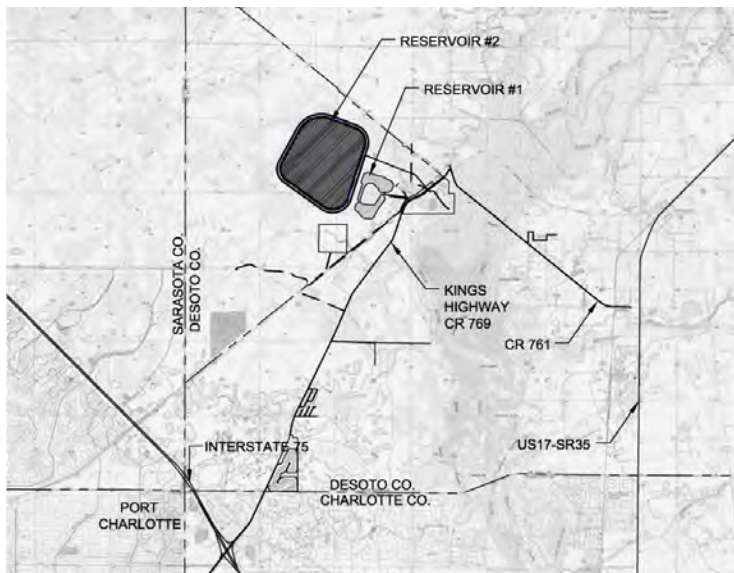 RESERVOIR #2
RESERVOIR #1
SARASOTA CO.
DESOTO CO.
KINGS
HIGHWAY
CR 769
CR 761
US17-SR35
INTERSTATE 75
DESOTO CO.
CHARLOTTE CO.
PORT
CHARLOTTE